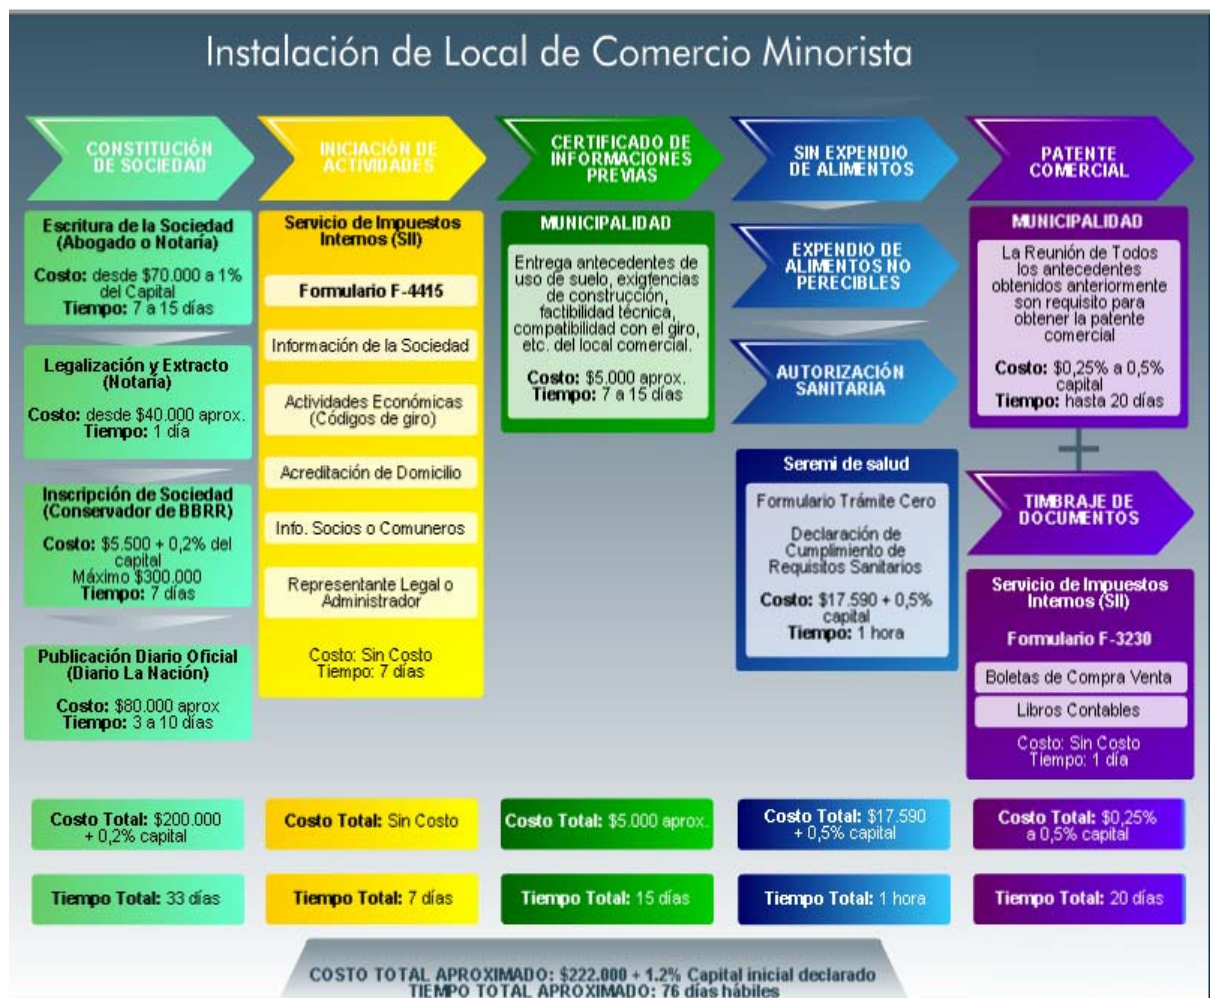 Instalación de Local de Comercio Minorista
CONSTITUCIÓN
DE SOCIEDAD
Escritura de la Sociedad
(Abogado o Notaría)
Costo: desde $70.000 a 1%
del Capital
Tiempo: 7 a 15 días
Legalización y Extracto
(Notaría)
Costo: desde $40.000 aprox.
Tiempo: 1 día
Inscripción de Sociedad
(Conservador de BBRR)
Costo: $5.500 + 0,2% del
capital
Máximo $300.000
Tiempo: 7 días
Publicación Diario Oficial
(Diario La Nación)
Costo: $80.000 aprox
Tiempo: 3 a 10 días
Costo Total: $200.000
+ 0,2% capital
Tiempo Total: 33 días
INICIACIÓN DE
ACTIVIDADES
Servicio de Impuestos
Internos (SII)
Formulario F-4415
Información de la Sociedad
Actividades Económicas
(Códigos de giro)
Acreditación de Domicilio
Info. Socios o Comuneros
Representante Legal o
Administrador
Costo: Sin Costo
Tiempo: 7 días
Costo Total: Sin Costo
Tiempo Total: 7 días
CERTIFICADO DE
INFORMACIONES
PREVIAS
MUNICIPALIDAD
Entrega antecedentes de
uso de suelo, exigencias
de construcción,
factibilidad técnica,
compatibilidad con el giro,
etc. del local comercial.
Costo: $5.000 aprox.
Tiempo: 7 a 15 días
Costo Total: $5.000 aprox.
Tiempo Total: 15 días
SIN EXPENDIO
DE ALIMENTOS
EXPENDIO DE
ALIMENTOS NO
PERECIBLES
AUTORIZACIÓN
SANITARIA
Seremi de salud
Formulario Trámite Cero
Declaración de
Cumplimiento de
Requisitos Sanitarios
Costo: $17.590 + 0,5%
capital
Tiempo: 1 hora
Costo Total: $17.590
+ 0,5% capital
Tiempo Total: 1 hora
PATENTE
COMERCIAL
MUNICIPALIDAD
La Reunión de Todos
los antecedentes
obtenidos anteriormente
son requisito para
obtener la patente
comercial
Costo: $0,25% a 0,5%
capital
Tiempo: hasta 20 días
TIMBRAJE DE
DOCUMENTOS
Servicio de Impuestos
Internos (SII)
Formulario F-3230
Boletas de Compra Venta
Libros Contables
Costo: Sin Costo
Tiempo: 1 día
Costo Total: $0,25%
a 0,5% capital
Tiempo Total: 20 días
COSTO TOTAL APROXIMADO: $222.000 + 1.2% Capital inicial declarado
TIEMPO TOTAL APROXIMADO: 76 días hábiles